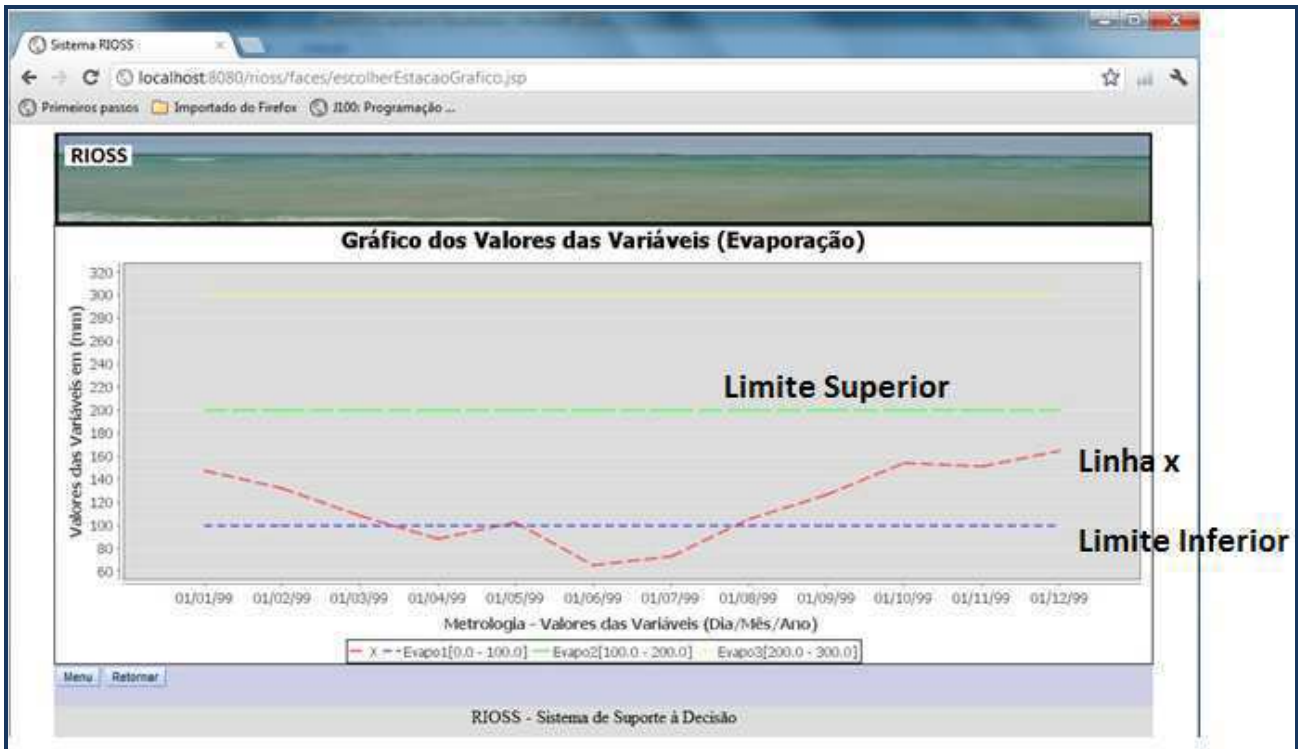 Sistema RIOSS
localhost:8080/rioss/faces/escolherEstacaoGrafico.jsp
Primeiros passos Importado do Firefox J100: Programação ...
RIOSS
Gráfico dos Valores das Variáveis (Evaporação)
Valores das Variáveis em (mm)
320
300
280
260
240
220
200
180
160
140
120
100
80
60
Limite Superior
Linha x
Limite Inferior
01/01/99 01/02/99 01/03/99 01/04/99 01/05/99 01/06/99 01/07/99 01/08/99 01/09/99 01/10/99 01/11/99 01/12/99
Metrologia - Valores das Variáveis (Dia/Mês/Ano)
X Evapo1[0.0 - 100.0] Evapo2[100.0 - 200.0] Evapo3[200.0 - 300.0]
Menu Retornar
RIOSS - Sistema de Suporte à Decisão